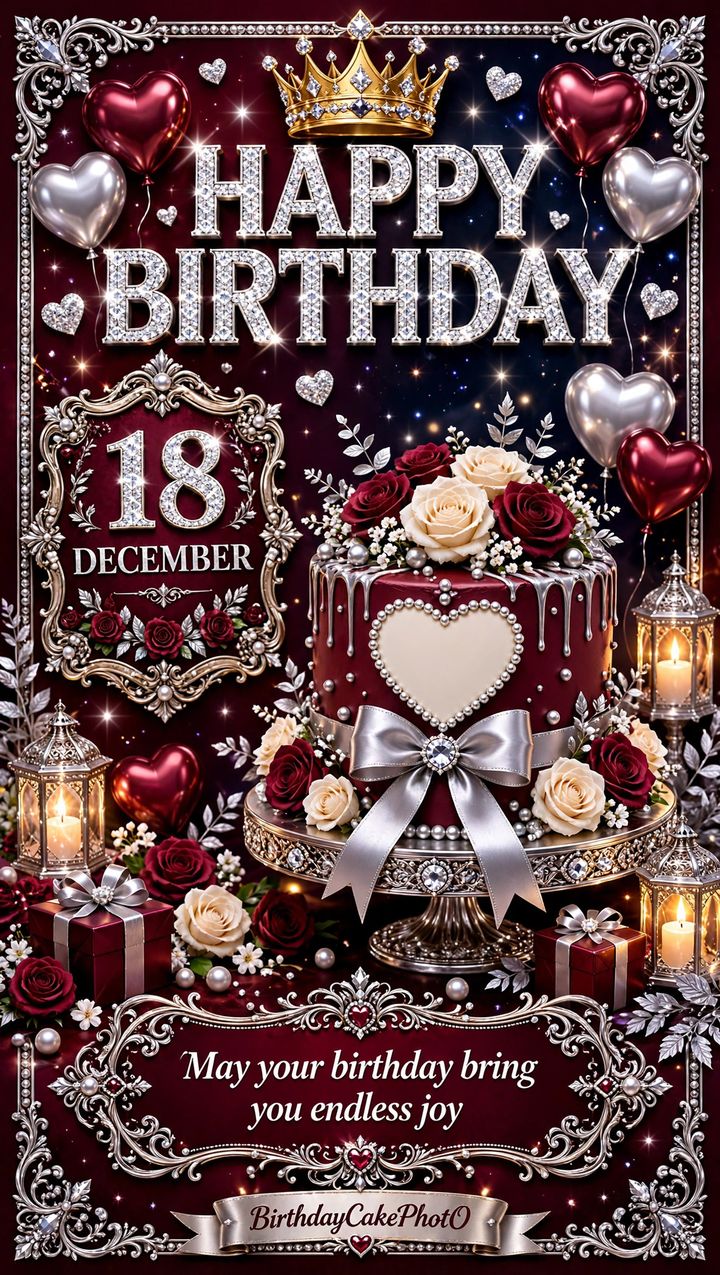 HAPPY
BIRTHDAY
18
DECEMBER
May your birthday bring
you endless joy
BirthdayCakePhotO